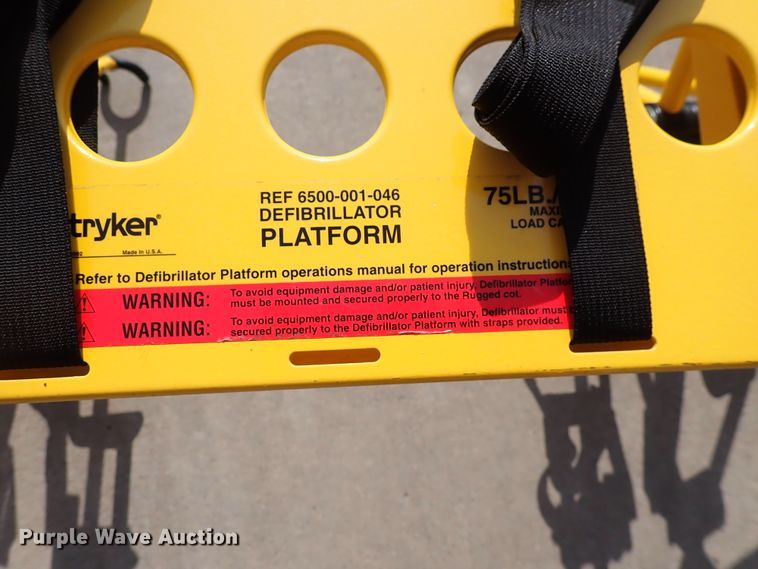 REF 6500-001-046
DEFIBRILLATOR
PLATFORM
75LB./
MAXI
LOAD CA
tryker®
Made In U.S.A.
Refer to Defibrillator Platform operations manual for operation instruction
WARNING: To avoid equipment damage and/or patient injury, Defibrillator Platfor
must be mounted and secured properly to the Rugged cot.
WARNING: To avoid equipment damage and/or patient injury, Defibrillator must
secured properly to the Defibrillator Platform with straps provided.
Purple Wave Auction